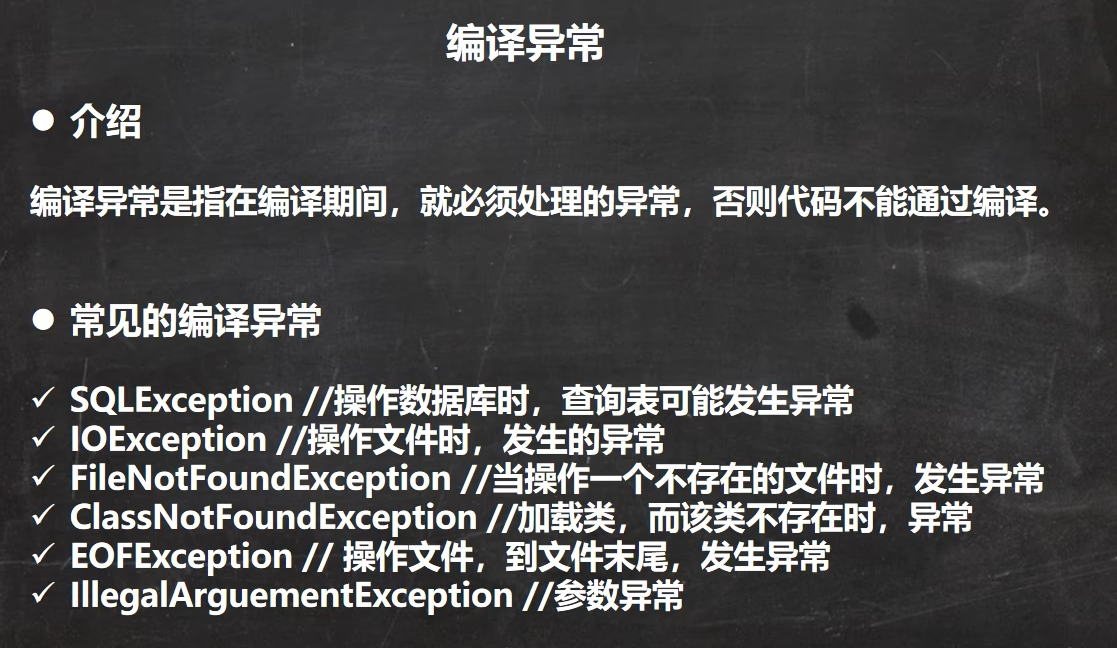 编译异常
● 介绍
编译异常是指在编译期间，就必须处理的异常，否则代码不能通过编译。
● 常见的编译异常
✓ SQLException //操作数据库时，查询表可能发生异常
✓ IOException //操作文件时，发生的异常
✓ FileNotFoundException //当操作一个不存在的文件时，发生异常
✓ ClassNotFoundException //加载类，而该类不存在时，异常
✓ EOFException // 操作文件，到文件末尾，发生异常
✓ IllegalArguementException //参数异常